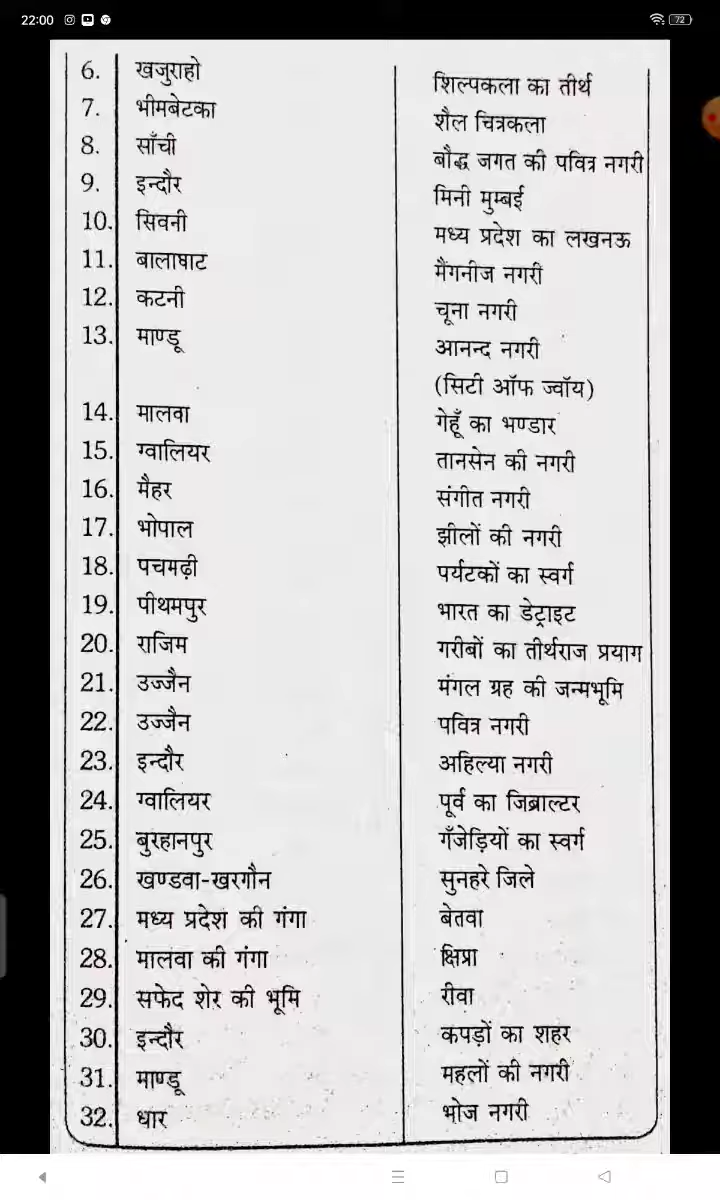 22:00 72
6. खजुराहो शिल्पकला का तीर्थ
7. भीमबेटका शैल चित्रकला
8. साँची बौद्ध जगत की पवित्र नगरी
9. इन्दौर मिनी मुम्बई
10. सिवनी मध्य प्रदेश का लखनऊ
11. बालाघाट मैंगनीज नगरी
12. कटनी चूना नगरी
13. माण्डू आनन्द नगरी
(सिटी ऑफ ज्वॉय)
14. मालवा गेहूँ का भण्डार
15. ग्वालियर तानसेन की नगरी
16. मैहर संगीत नगरी
17. भोपाल झीलों की नगरी
18. पचमढ़ी पर्यटकों का स्वर्ग
19. पीथमपुर भारत का डेट्राइट
20. राजिम गरीबों का तीर्थराज प्रयाग
21. उज्जैन मंगल ग्रह की जन्मभूमि
22. उज्जैन पवित्र नगरी
23. इन्दौर अहिल्या नगरी
24. ग्वालियर पूर्व का जिब्राल्टर
25. बुरहानपुर गँजेड़ियों का स्वर्ग
26. खण्डवा-खरगौन सुनहरे जिले
27. मध्य प्रदेश की गंगा बेतवा
28. मालवा की गंगा क्षिप्रा
29. सफेद शेर की भूमि रीवा
30. इन्दौर कपड़ों का शहर
31. माण्डू महलों की नगरी
32. धार भोज नगरी